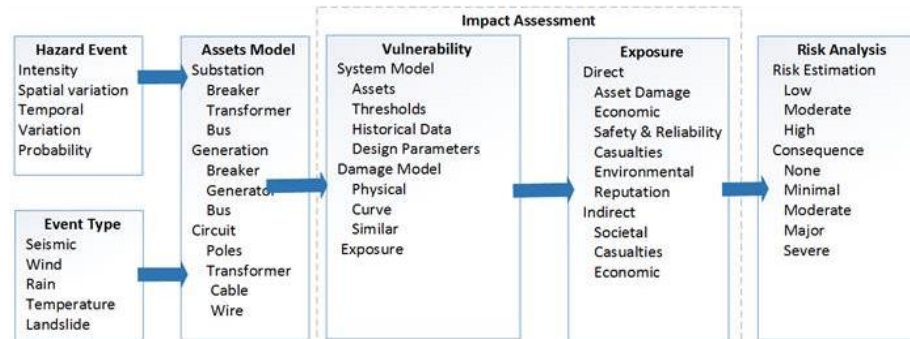 Impact Assessment
Hazard Event
Intensity
Spatial variation
Temporal
Variation
Probability
Event Type
Seismic
Wind
Rain
Temperature
Landslide
Assets Model
Substation
Breaker
Transformer
Bus
Generation
Breaker
Generator
Bus
Circuit
Poles
Transformer
Cable
Wire
Vulnerability
System Model
Assets
Thresholds
Historical Data
Design Parameters
Damage Model
Physical
Curve
Similar
Exposure
Exposure
Direct
Asset Damage
Economic
Safety & Reliability
Casualties
Environmental
Reputation
Indirect
Societal
Casualties
Economic
Risk Analysis
Risk Estimation
Low
Moderate
High
Consequence
None
Minimal
Moderate
Major
Severe